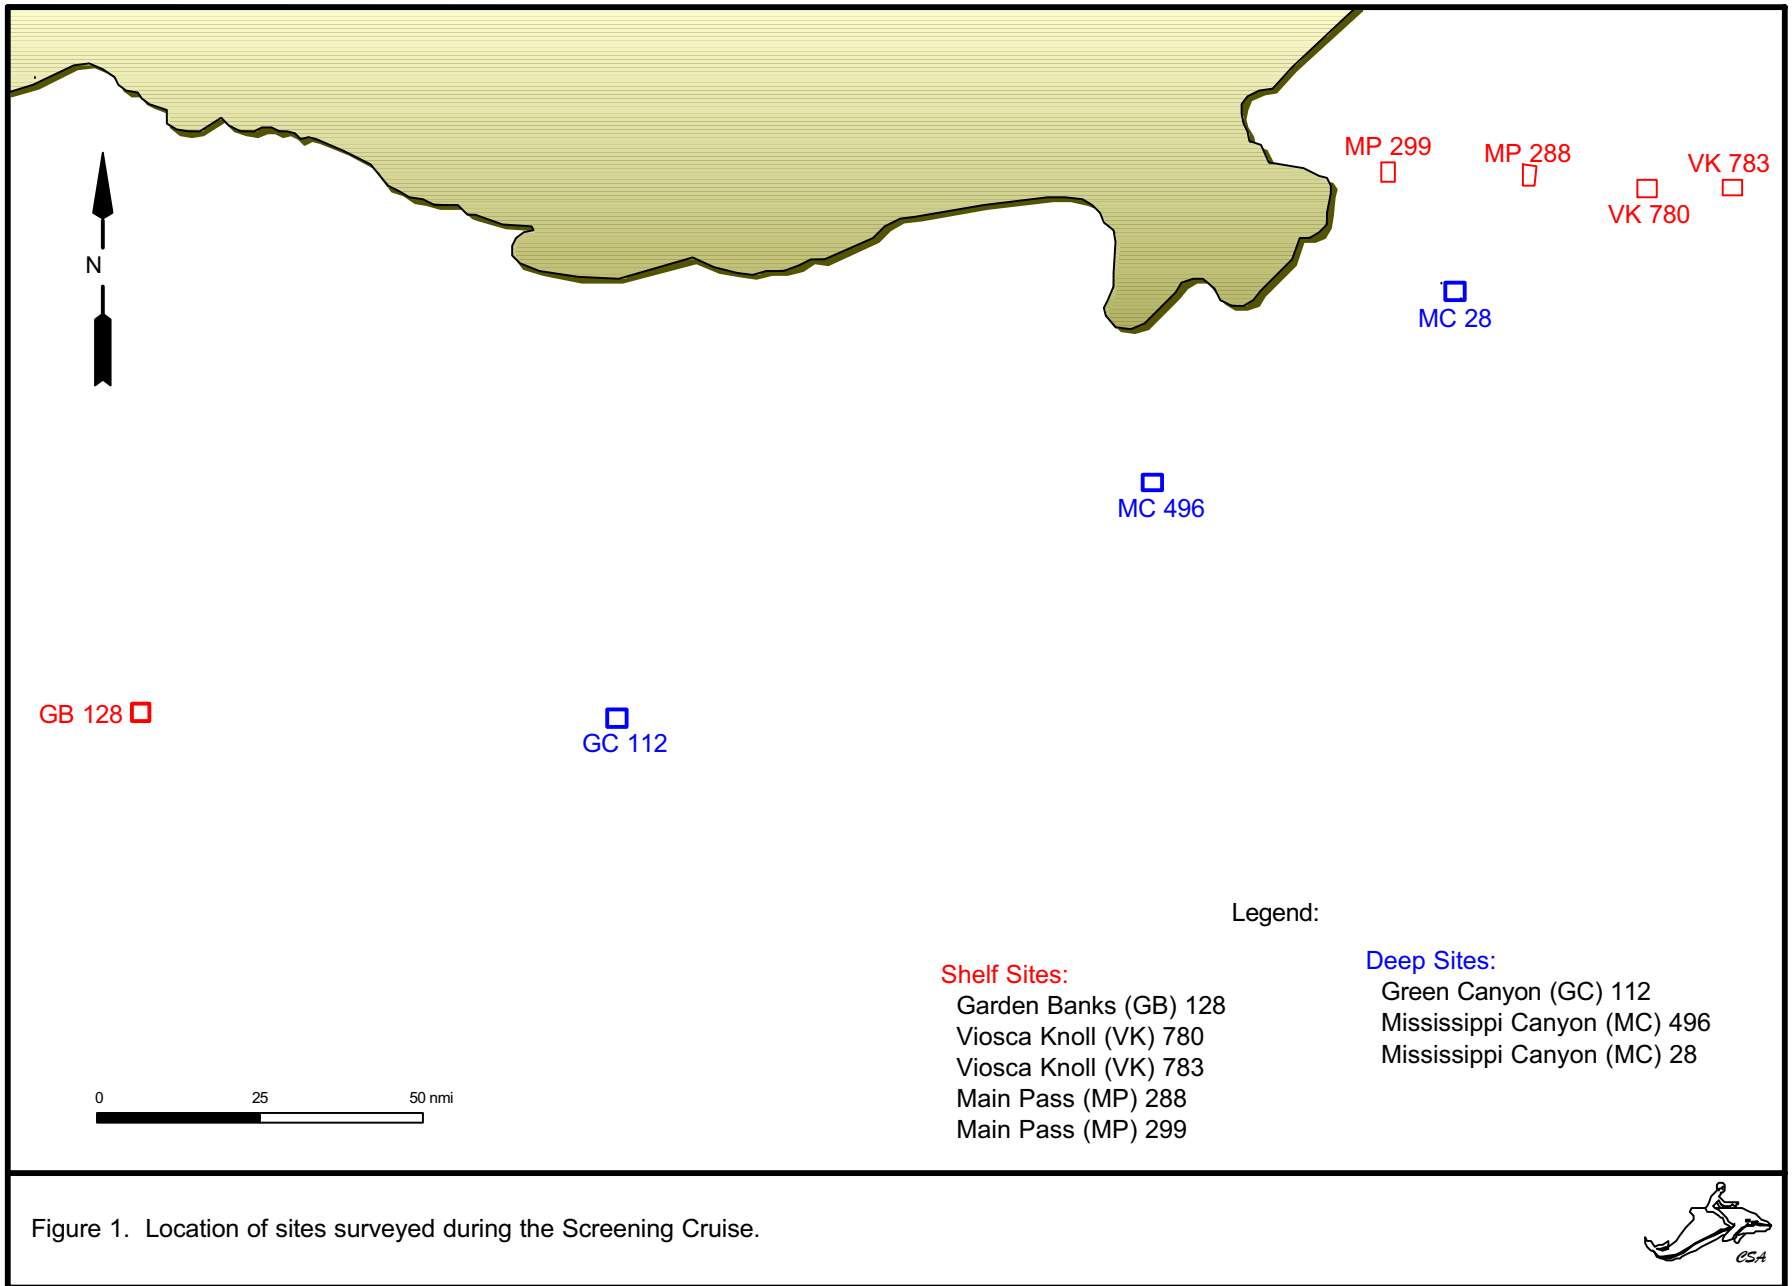 MP 299
MP 288
VK 783
VK 780
N
MC 28
MC 496
GB 128
GC 112
Legend:
Shelf Sites:
Garden Banks (GB) 128
Viosca Knoll (VK) 780
Viosca Knoll (VK) 783
Main Pass (MP) 288
Main Pass (MP) 299
Deep Sites:
Green Canyon (GC) 112
Mississippi Canyon (MC) 496
Mississippi Canyon (MC) 28
0 25 50 nmi
Figure 1. Location of sites surveyed during the Screening Cruise.
CSA